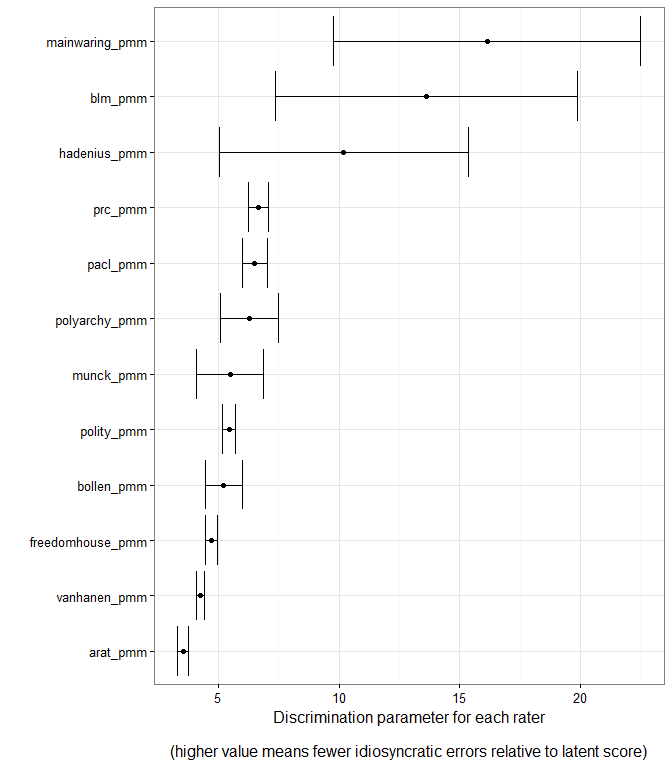 mainwaring_pmm
blm_pmm
hadenius_pmm
prc_pmm
pacl_pmm
polyarchy_pmm
munck_pmm
polity_pmm
bollen_pmm
freedomhouse_pmm
vanhanen_pmm
arat_pmm
5 10 15 20
Discrimination parameter for each rater
(higher value means fewer idiosyncratic errors relative to latent score)